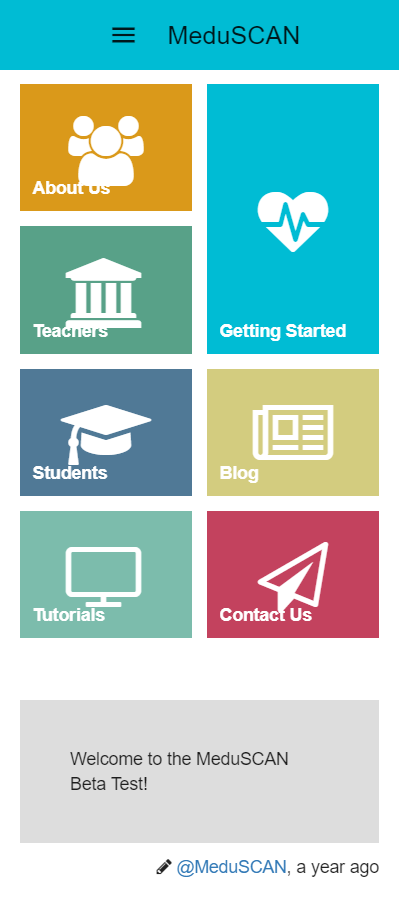 MeduSCAN
About Us
Getting Started
Teachers
Students
Blog
Tutorials
Contact Us
Welcome to the MeduSCAN
Beta Test!
@MeduSCAN, a year ago